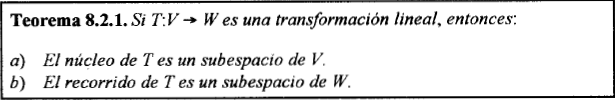 Teorema 8.2.1. Si T:V → W es una transformación lineal, entonces:
a) El núcleo de T es un subespacio de V.
b) El recorrido de T es un subespacio de W.